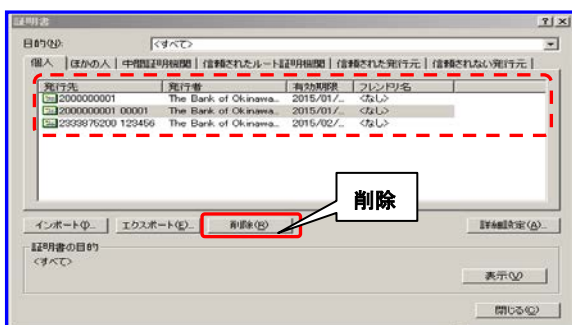 証明書
目的(N): <すべて>
個人 ほかの人 中間証明機関 信頼されたルート証明機関 信頼された発行元 信頼されない発行元
発行先 発行者 有効期限 フレンドリ名
2000000001 The Bank of Okinawa... 2015/01/... <なし>
2000000001 00001 The Bank of Okinawa... 2015/01/... <なし>
2333876200 123456 The Bank of Okinawa... 2015/02/... <なし>
削除
インポート(I)... エクスポート(E)... 削除(R) 詳細設定(A)...
証明書の目的
<すべて>
表示(V)
閉じる(C)